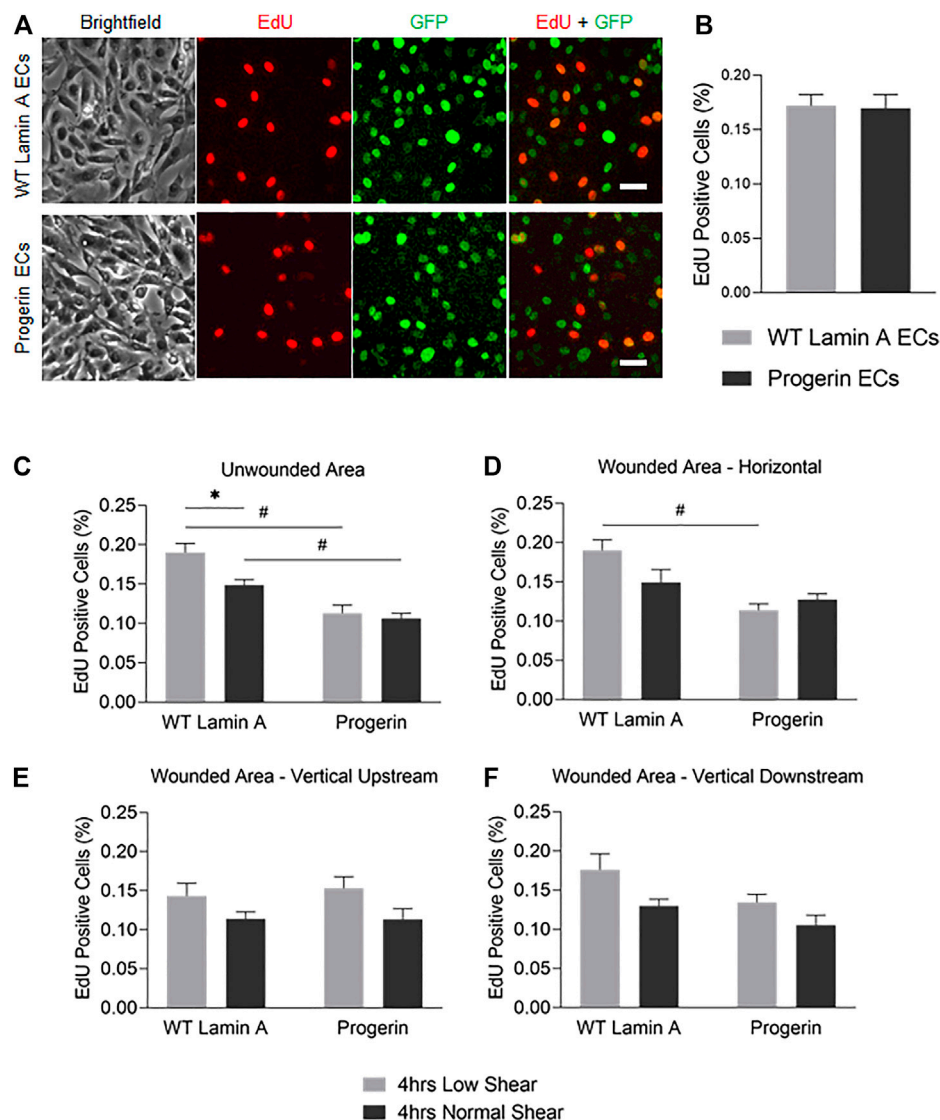 A
Brightfield
EdU
GFP
EdU + GFP
WT Lamin A ECs
Progerin ECs
B
EdU Positive Cells (%)
0.20
0.15
0.10
0.05
0.00
WT Lamin A ECs
Progerin ECs
C
Unwounded Area
EdU Positive Cells (%)
0.25
0.20
0.15
0.10
0.05
0.00
*
#
#
WT Lamin A
Progerin
D
Wounded Area - Horizontal
EdU Positive Cells (%)
0.25
0.20
0.15
0.10
0.05
0.00
#
WT Lamin A
Progerin
E
Wounded Area - Vertical Upstream
EdU Positive Cells (%)
0.25
0.20
0.15
0.10
0.05
0.00
WT Lamin A
Progerin
F
Wounded Area - Vertical Downstream
EdU Positive Cells (%)
0.25
0.20
0.15
0.10
0.05
0.00
WT Lamin A
Progerin
4hrs Low Shear
4hrs Normal Shear